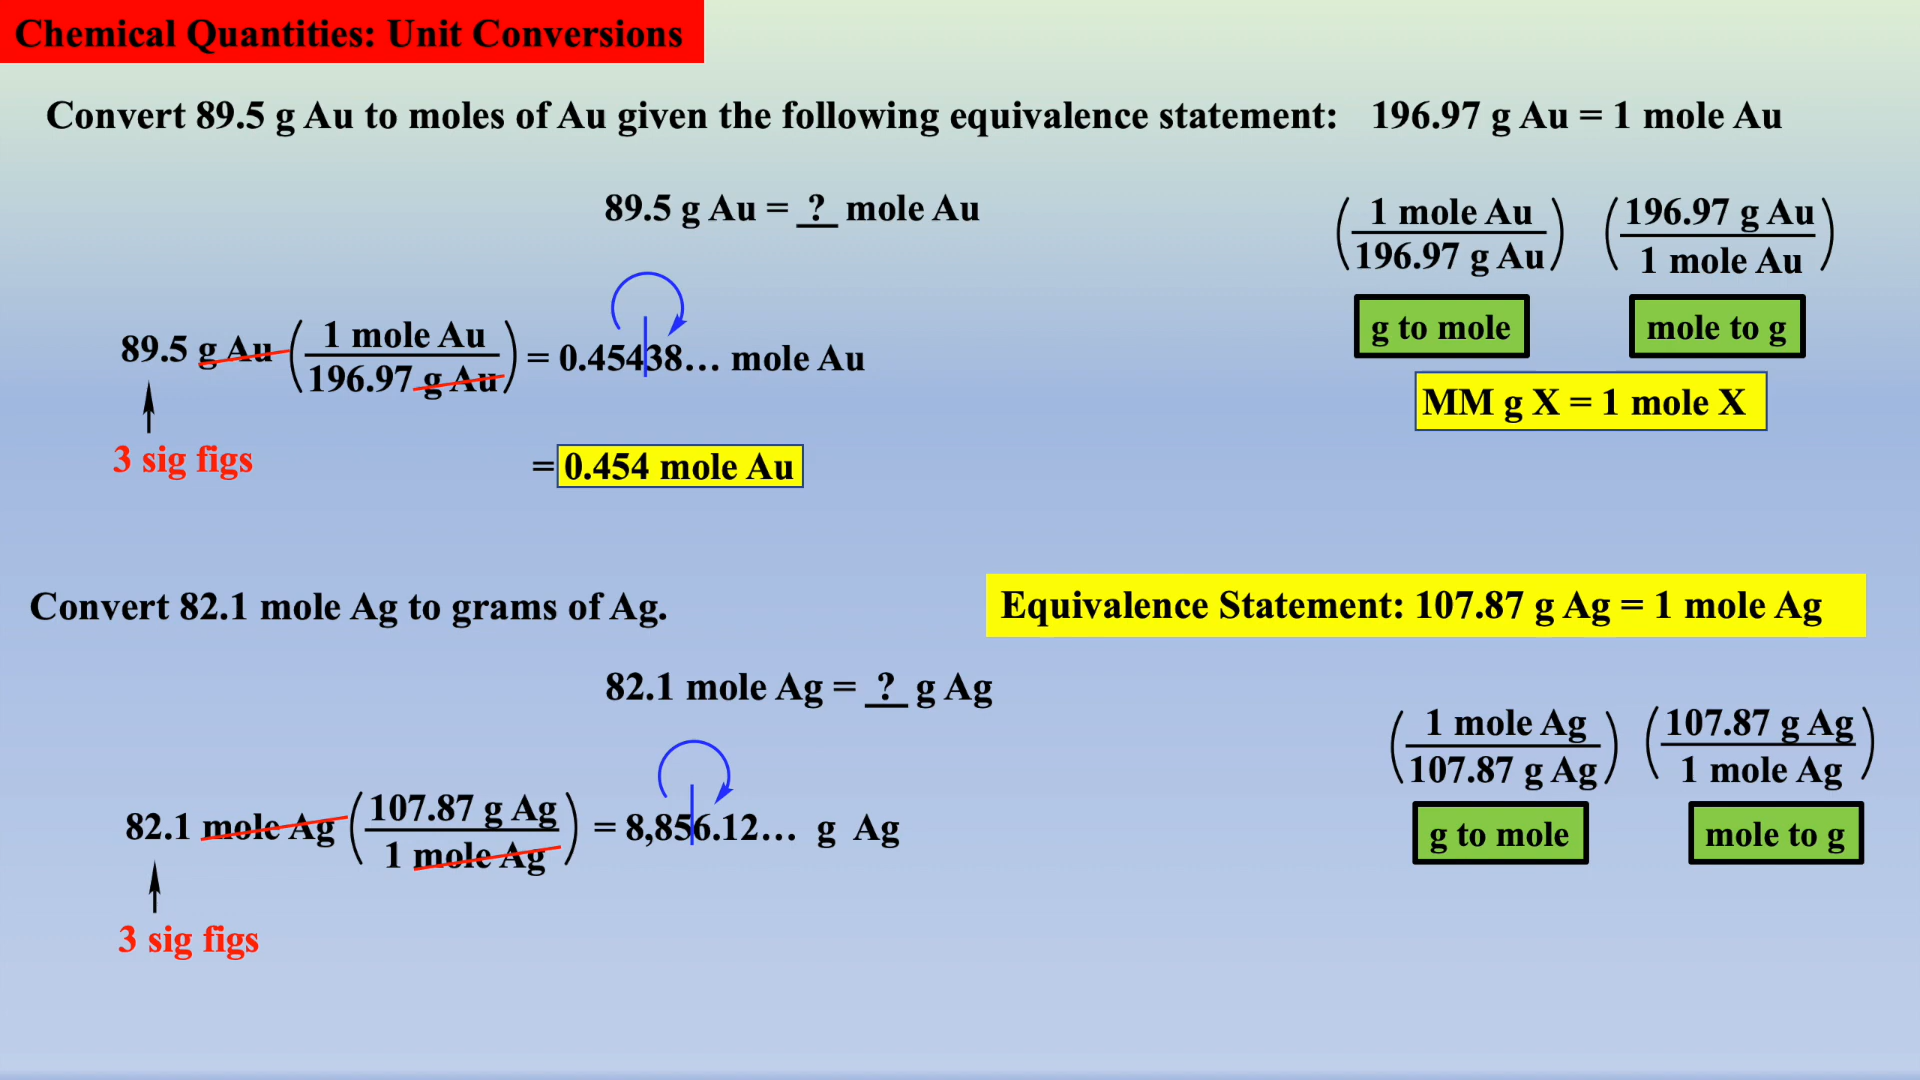 Chemical Quantities: Unit Conversions
Convert 89.5 g Au to moles of Au given the following equivalence statement: 196.97 g Au = 1 mole Au
89.5 g Au = ? mole Au
(1 mole Au / 196.97 g Au) (196.97 g Au / 1 mole Au)
g to mole mole to g
MM g X = 1 mole X
89.5 g Au (1 mole Au / 196.97 g Au) = 0.45438... mole Au
3 sig figs
= 0.454 mole Au
Convert 82.1 mole Ag to grams of Ag.
Equivalence Statement: 107.87 g Ag = 1 mole Ag
82.1 mole Ag = ? g Ag
(1 mole Ag / 107.87 g Ag) (107.87 g Ag / 1 mole Ag)
g to mole mole to g
82.1 mole Ag (107.87 g Ag / 1 mole Ag) = 8,856.12... g Ag
3 sig figs